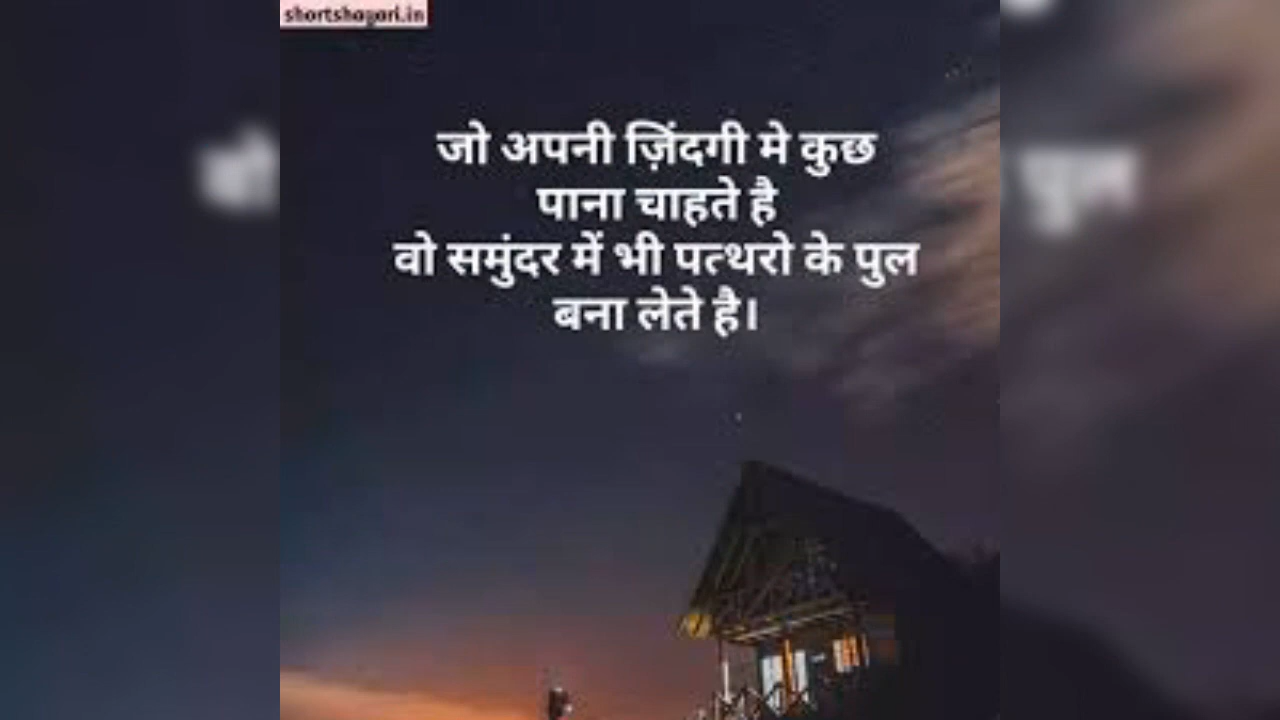 shortshayari.in
जो अपनी ज़िंदगी मे कुछ
पाना चाहते है
वो समुंदर में भी पत्थरो के पुल
बना लेते है।